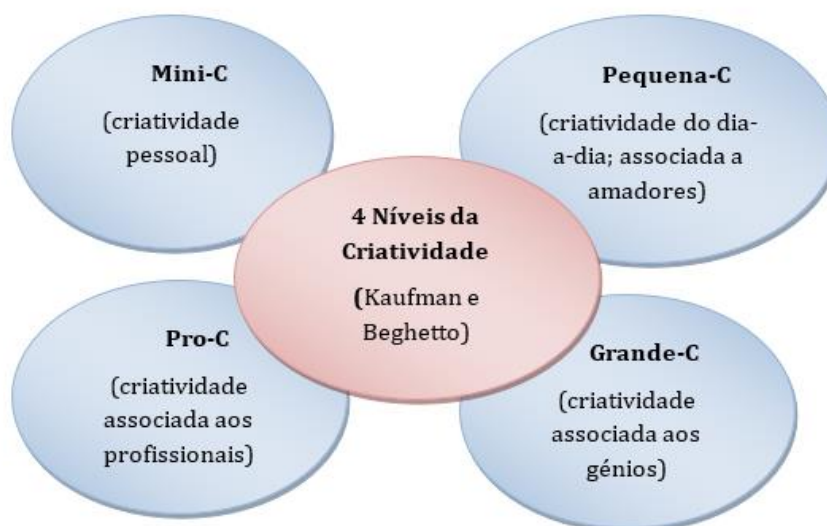 Mini-C
(criatividade
pessoal)
Pequena-C
(criatividade do dia-
a-dia; associada a
amadores)
4 Níveis da
Criatividade
(Kaufman e
Beghetto)
Pro-C
(criatividade
associada aos
profissionais)
Grande-C
(criatividade
associada aos
génios)